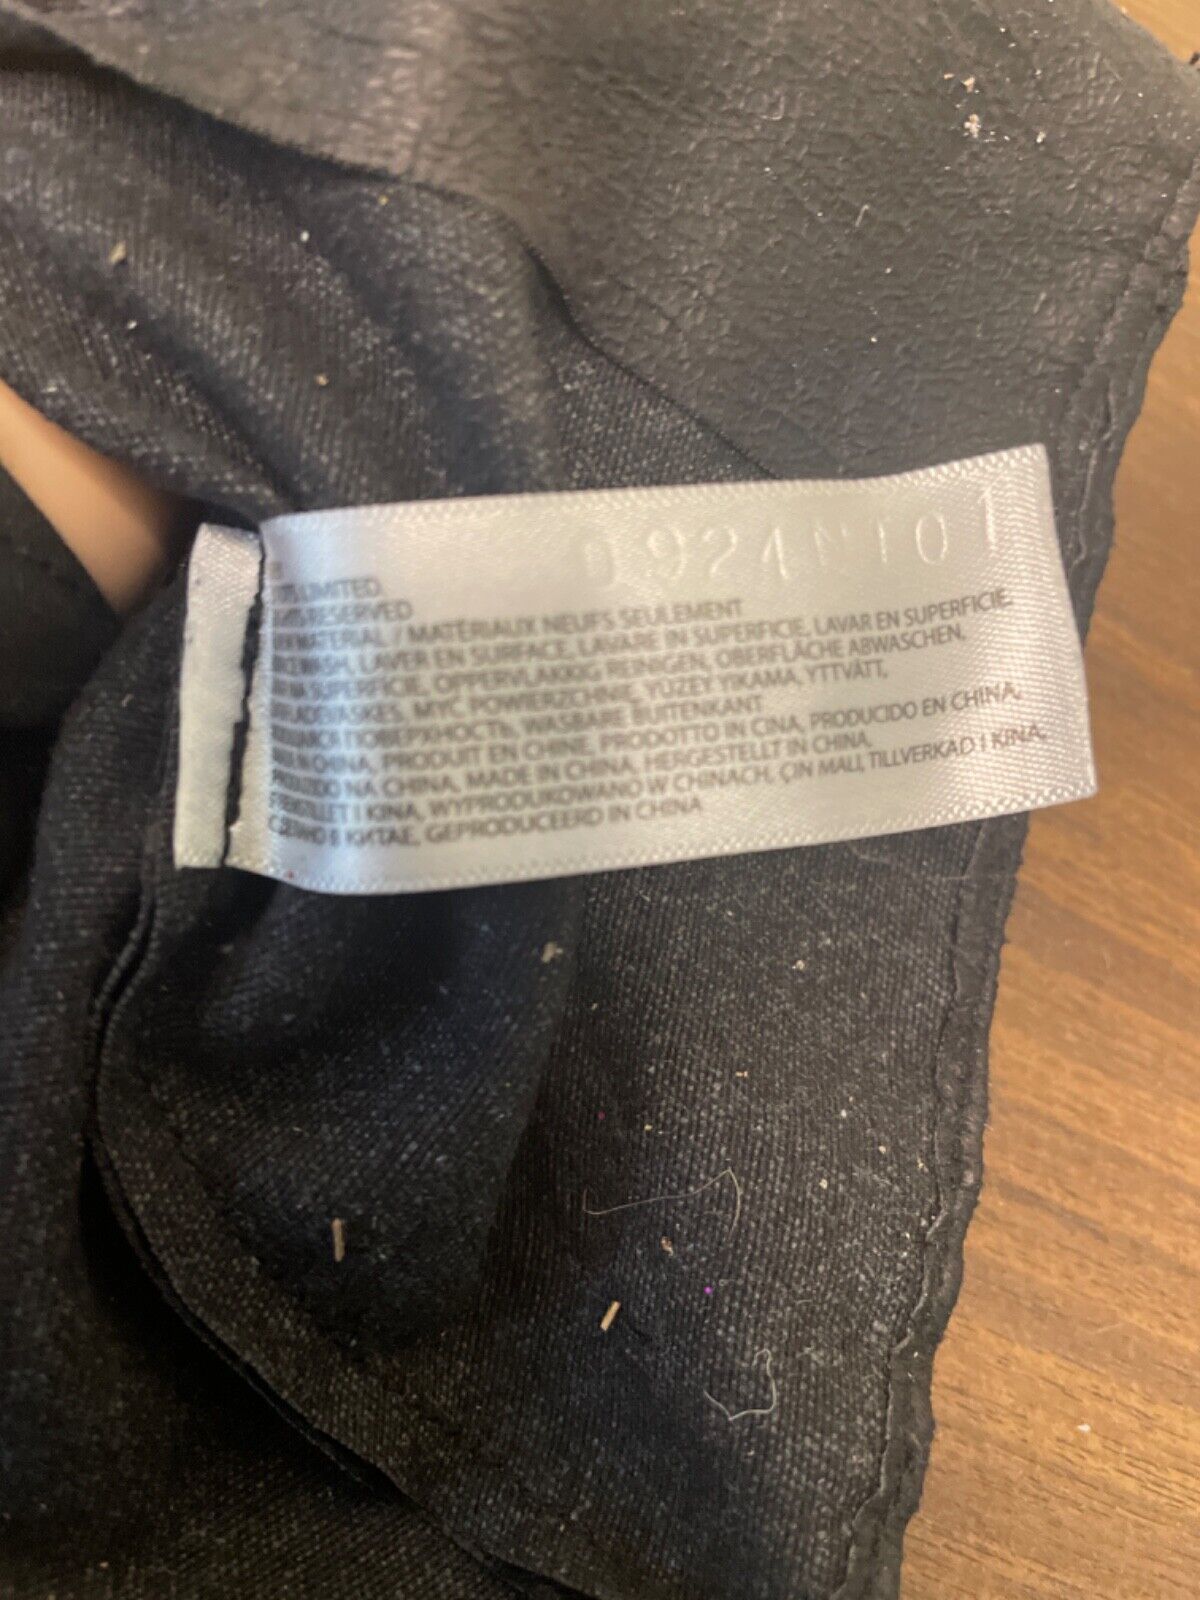 0924NT01
LIMITED
RESERVED
MATERIAL / MATÉRIAUX NEUFS SEULEMENT
WASH, LAVER EN SURFACE, LAVARE IN SUPERFICIE, LAVAR EN SUPERFICIE,
NA SUPERFICIE, OPPERVLAKKIG REINIGEN, OBERFLÄCHE ABWASCHEN,
MYC POWIERZCHNIE, YÜZEY YIKAMA, YTTVÄTT,
ПОВЕРХНОСТЬ, WASBARE BUITENKANT
IN CHINA, PRODUIT EN CHINE, PRODOTTO IN CINA, PRODUCIDO EN CHINA,
NA CHINA, MADE IN CHINA, HERGESTELLT IN CHINA,
I KINA, WYPRODUKOWANO W CHINACH, ÇIN MALI, TILLVERKAD I KINA,
В КИТАЕ, GEPRODUCEERD IN CHINA